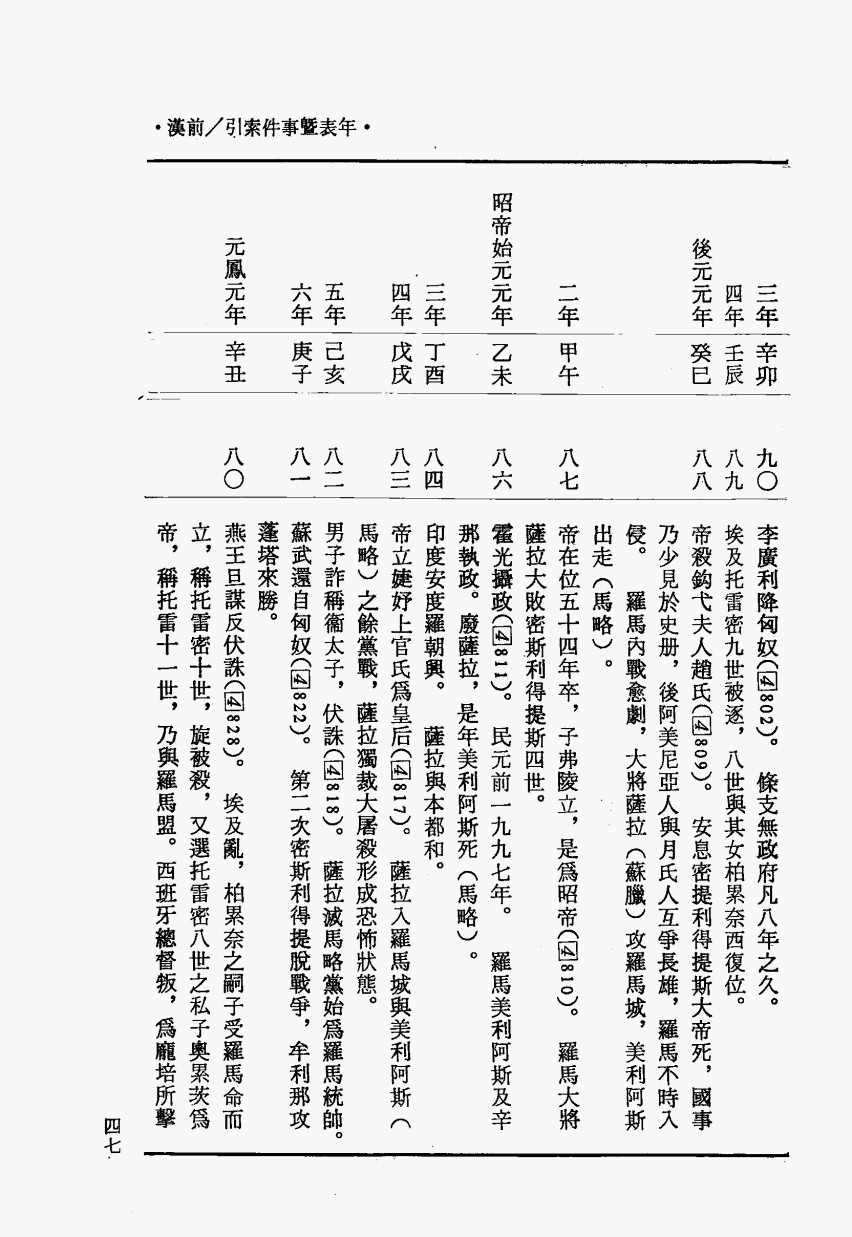 ·年表暨事件索引／前漢·
三年 辛卯 九〇 李廣利降匈奴(4802)。 條支無政府凡八年之久。
四年 壬辰 八九 埃及托雷密九世被逐，八世與其女柏累奈西復位。
後元元年 癸巳 八八 帝殺鈎弋夫人趙氏(4809)。 安息密提利得提斯大帝死，國事
乃少見於史册，後阿美尼亞人與月氏人互爭長雄，羅馬不時入
侵。 羅馬內戰愈劇，大將薩拉（蘇臘）攻羅馬城，美利阿斯
出走（馬略）。
二年 甲午 八七 帝在位五十四年卒，子弗陵立，是爲昭帝(4810)。 羅馬大將
薩拉大敗密斯利得提斯四世。
昭帝始元元年 乙未 八六 霍光攝政(4811)。 民元前一九九七年。 羅馬美利阿斯及辛
那執政。廢薩拉，是年美利阿斯死（馬略）。
三年 丁酉 八四 印度安度羅朝興。 薩拉與本都和。
四年 戊戌 八三 帝立婕妤上官氏爲皇后(4817)。 薩拉入羅馬城與美利阿斯（
馬略）之餘黨戰，薩拉獨裁大屠殺形成恐怖狀態。
五年 己亥 八二 男子詐稱衞太子，伏誅(4818)。 薩拉滅馬略黨始爲羅馬統帥。
六年 庚子 八一 蘇武還自匈奴(4822)。 第二次密斯利得提脫戰爭，牟利那攻
蓬塔來勝。
元鳳元年 辛丑 八〇 燕王旦謀反伏誅(4828)。 埃及亂，柏累奈之嗣子受羅馬命而
立，稱托雷密十世，旋被殺，又選托雷密八世之私子奧累茨爲
帝，稱托雷十一世，乃與羅馬盟。西班牙總督叛，爲龐培所擊
四七